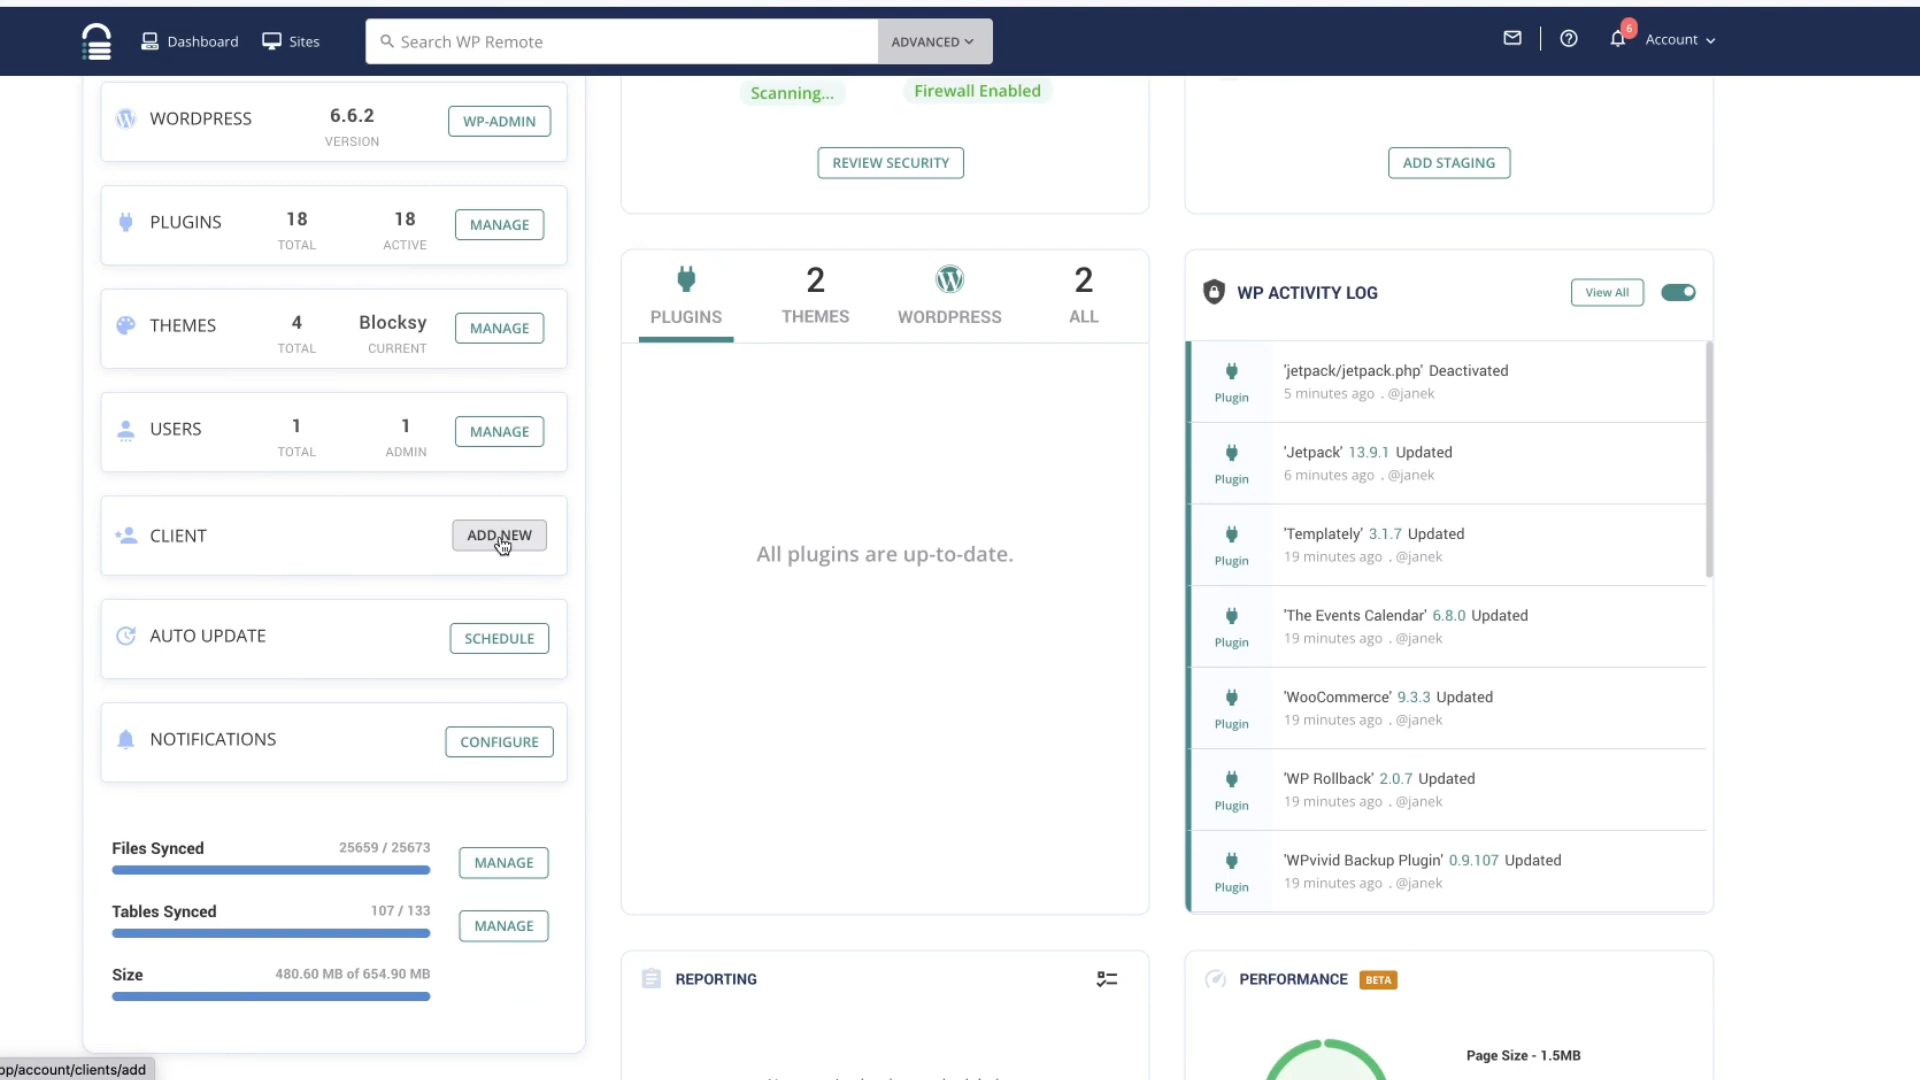 Dashboard
Sites
Search WP Remote
ADVANCED
6
Account
WORDPRESS
6.6.2
VERSION
WP-ADMIN
PLUGINS
18
TOTAL
18
ACTIVE
MANAGE
THEMES
4
TOTAL
Blocksy
CURRENT
MANAGE
USERS
1
TOTAL
1
ADMIN
MANAGE
CLIENT
ADD NEW
AUTO UPDATE
SCHEDULE
NOTIFICATIONS
CONFIGURE
Files Synced
25659 / 25673
MANAGE
Tables Synced
107 / 133
MANAGE
Size
480.60 MB of 654.90 MB
Scanning...
Firewall Enabled
REVIEW SECURITY
ADD STAGING
PLUGINS
2
THEMES
WORDPRESS
2
ALL
All plugins are up-to-date.
WP ACTIVITY LOG
View All
Plugin
'jetpack/jetpack.php' Deactivated
5 minutes ago . @janek
Plugin
'Jetpack' 13.9.1 Updated
6 minutes ago . @janek
Plugin
'Templately' 3.1.7 Updated
19 minutes ago . @janek
Plugin
'The Events Calendar' 6.8.0 Updated
19 minutes ago . @janek
Plugin
'WooCommerce' 9.3.3 Updated
19 minutes ago . @janek
Plugin
'WP Rollback' 2.0.7 Updated
19 minutes ago . @janek
Plugin
'WPvivid Backup Plugin' 0.9.107 Updated
19 minutes ago . @janek
REPORTING
PERFORMANCE BETA
Page Size - 1.5MB
pp/account/clients/add